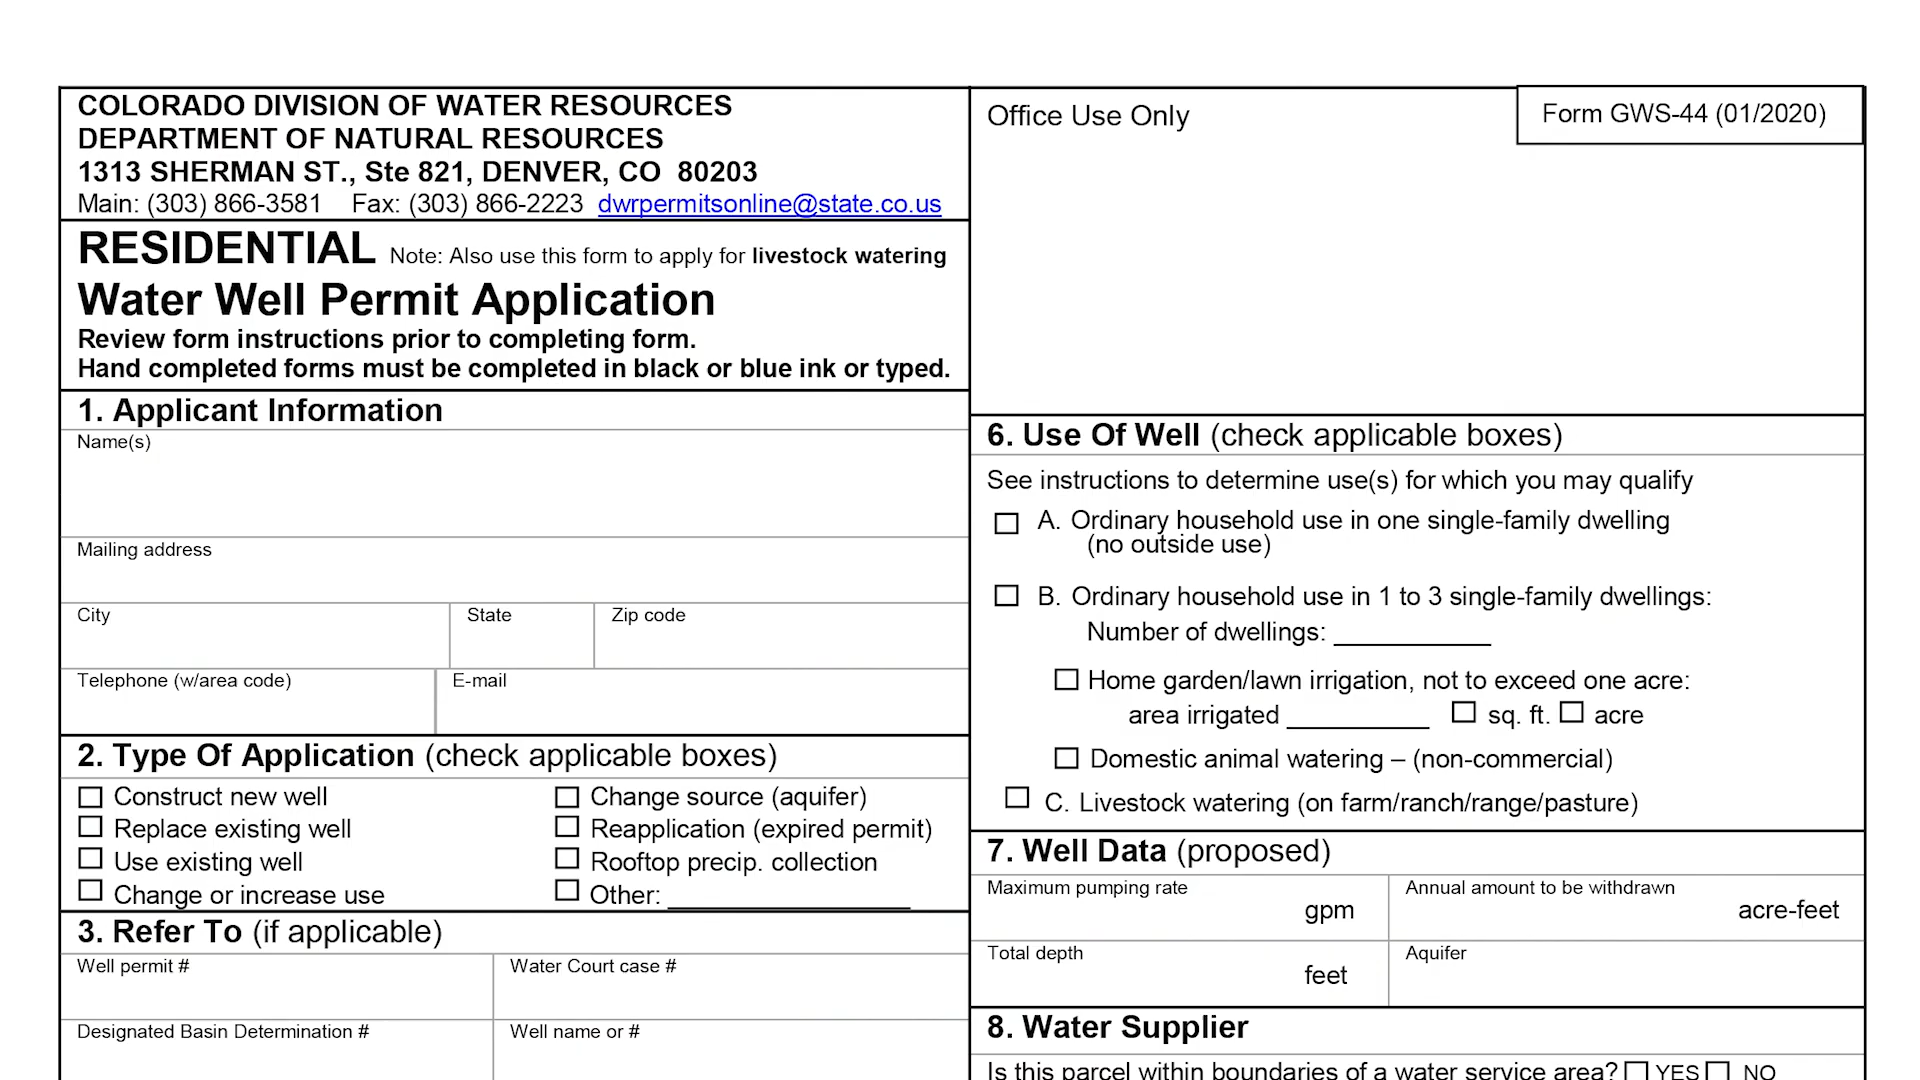 COLORADO DIVISION OF WATER RESOURCES
DEPARTMENT OF NATURAL RESOURCES
1313 SHERMAN ST., Ste 821, DENVER, CO 80203
Main: (303) 866-3581 Fax: (303) 866-2223 dwrpermitsonline@state.co.us
RESIDENTIAL Note: Also use this form to apply for livestock watering
Water Well Permit Application
Review form instructions prior to completing form.
Hand completed forms must be completed in black or blue ink or typed.
1. Applicant Information
Name(s)
Mailing address
City State Zip code
Telephone (w/area code) E-mail
2. Type Of Application (check applicable boxes)
Construct new well Change source (aquifer)
Replace existing well Reapplication (expired permit)
Use existing well Rooftop precip. collection
Change or increase use Other: ____________
3. Refer To (if applicable)
Well permit # Water Court case #
Designated Basin Determination # Well name or #
Office Use Only
Form GWS-44 (01/2020)
6. Use Of Well (check applicable boxes)
See instructions to determine use(s) for which you may qualify
A. Ordinary household use in one single-family dwelling
(no outside use)
B. Ordinary household use in 1 to 3 single-family dwellings:
Number of dwellings: ___________
Home garden/lawn irrigation, not to exceed one acre:
area irrigated __________ sq. ft. acre
Domestic animal watering – (non-commercial)
C. Livestock watering (on farm/ranch/range/pasture)
7. Well Data (proposed)
Maximum pumping rate Annual amount to be withdrawn
gpm acre-feet
Total depth Aquifer
feet
8. Water Supplier
Is this parcel within boundaries of a water service area? YES NO